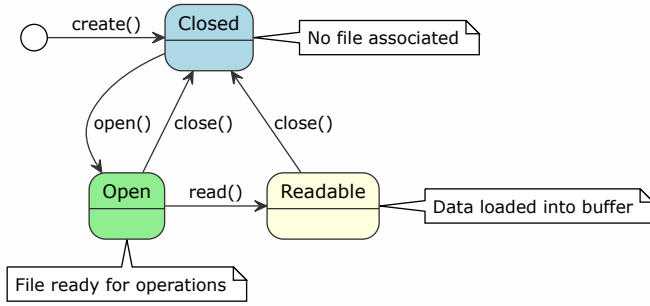 create()
Closed
No file associated
open()
close()
close()
Open
read()
Readable
Data loaded into buffer
File ready for operations